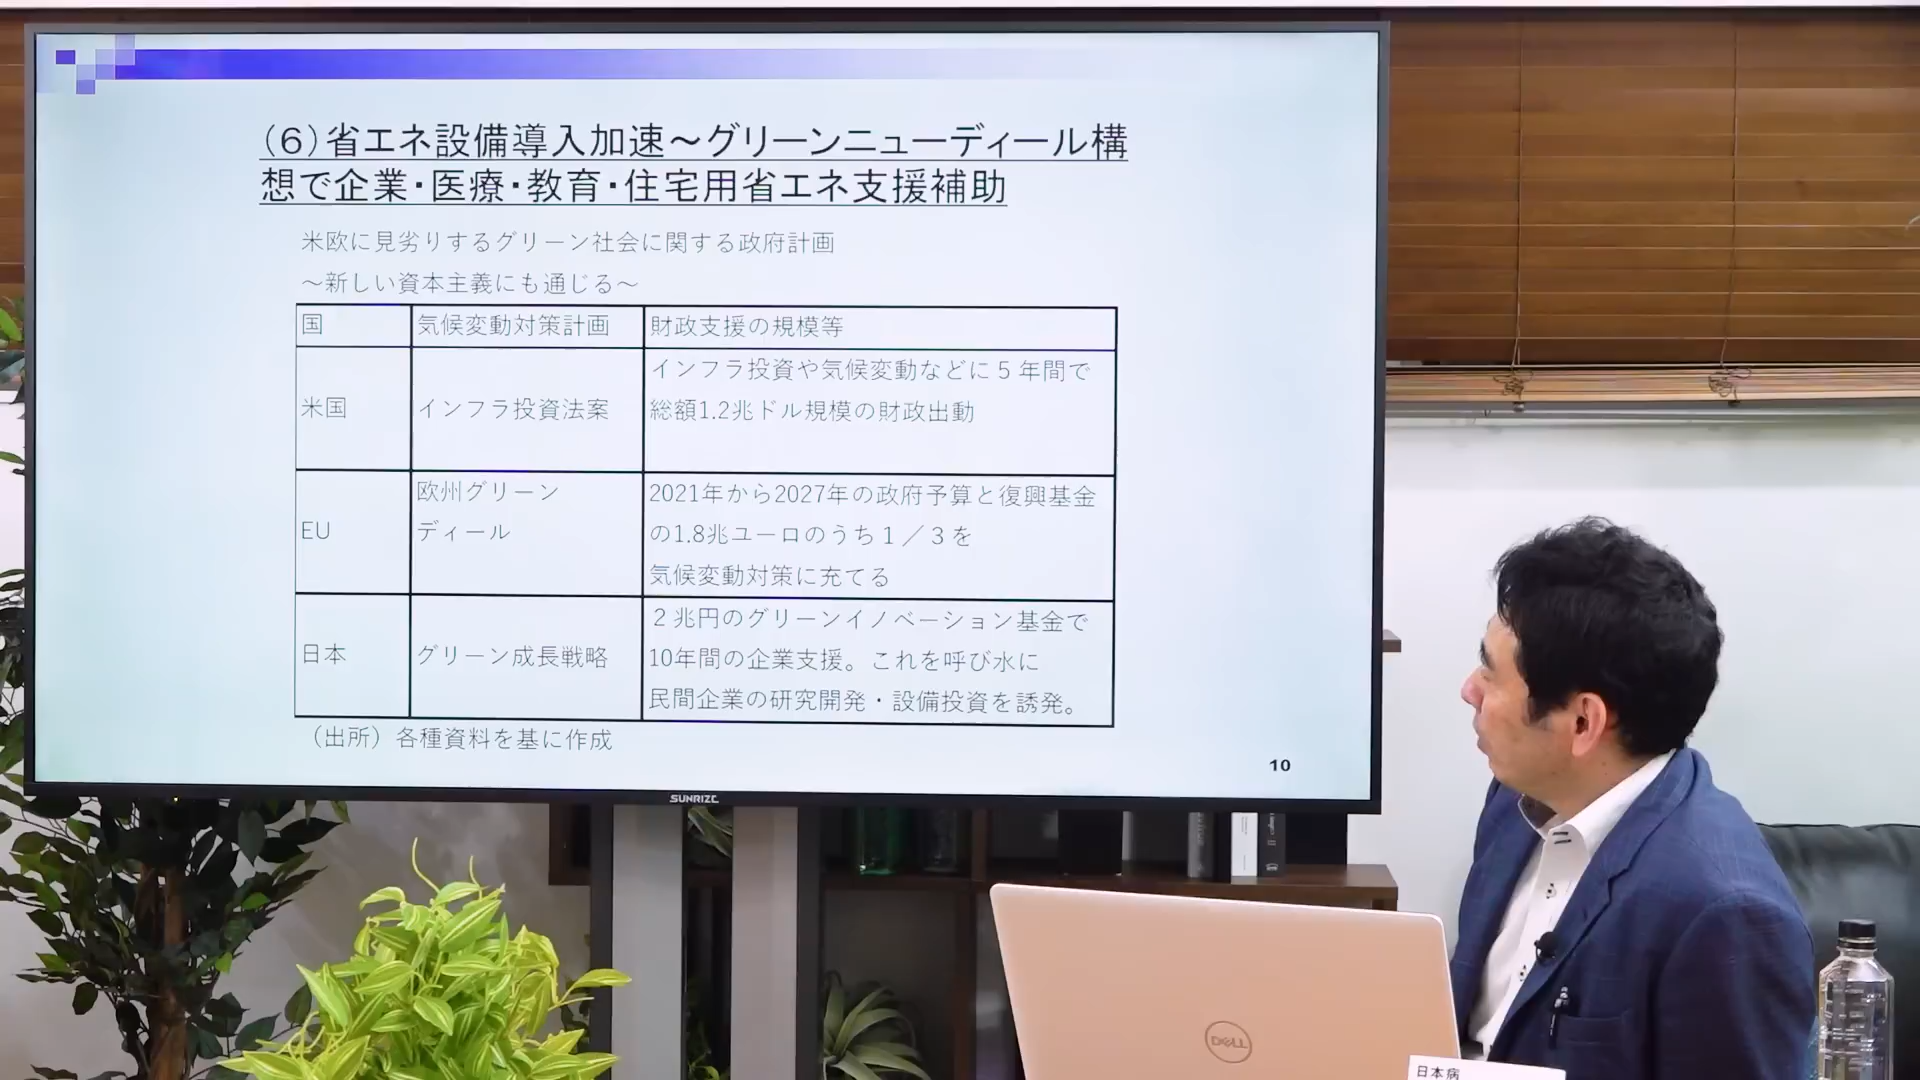 （6）省エネ設備導入加速～グリーンニューディール構
想で企業・医療・教育・住宅用省エネ支援補助
米欧に見劣りするグリーン社会に関する政府計画
～新しい資本主義にも通じる～
国 気候変動対策計画 財政支援の規模等
米国 インフラ投資法案 インフラ投資や気候変動などに５年間で
総額1.2兆ドル規模の財政出動
EU 欧州グリーン
ディール
2021年から2027年の政府予算と復興基金
の1.8兆ユーロのうち１／３を
気候変動対策に充てる
日本 グリーン成長戦略 ２兆円のグリーンイノベーション基金で
10年間の企業支援。これを呼び水に
民間企業の研究開発・設備投資を誘発。
（出所）各種資料を基に作成
10
SUNRIZE
DELL
日本病